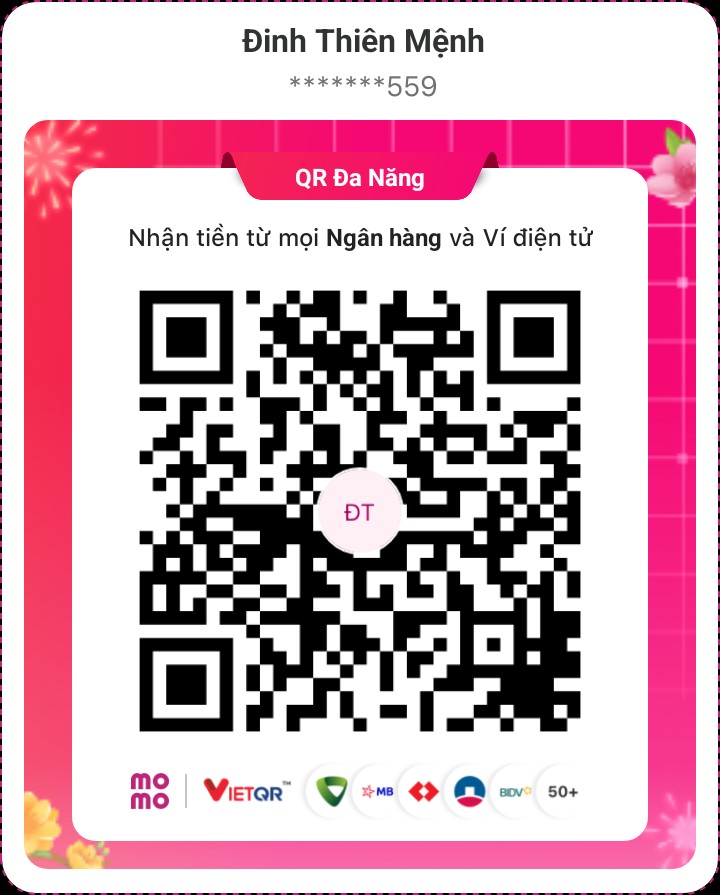 Đinh Thiên Mệnh
*******559
QR Đa Năng
Nhận tiền từ mọi Ngân hàng và Ví điện tử
ĐT
mo
mo
VIETQR™
MB
BIDV
50+